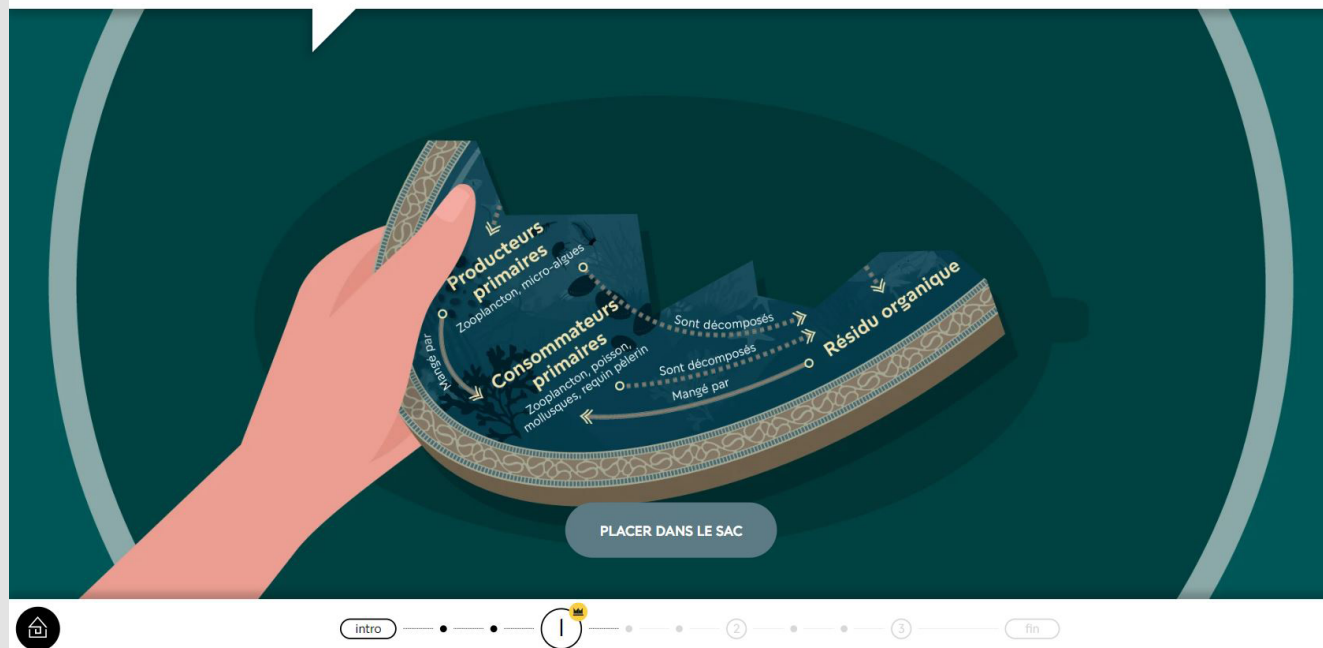 Producteurs
primaires
Zooplancton, micro-algues
Mangé par
Consommateurs
primaires
Zooplancton, poisson,
mollusques, requin pèlerin
Sont décomposés
Sont décomposés
Mangé par
Résidu organique
PLACER DANS LE SAC
intro
1
2
3
fin